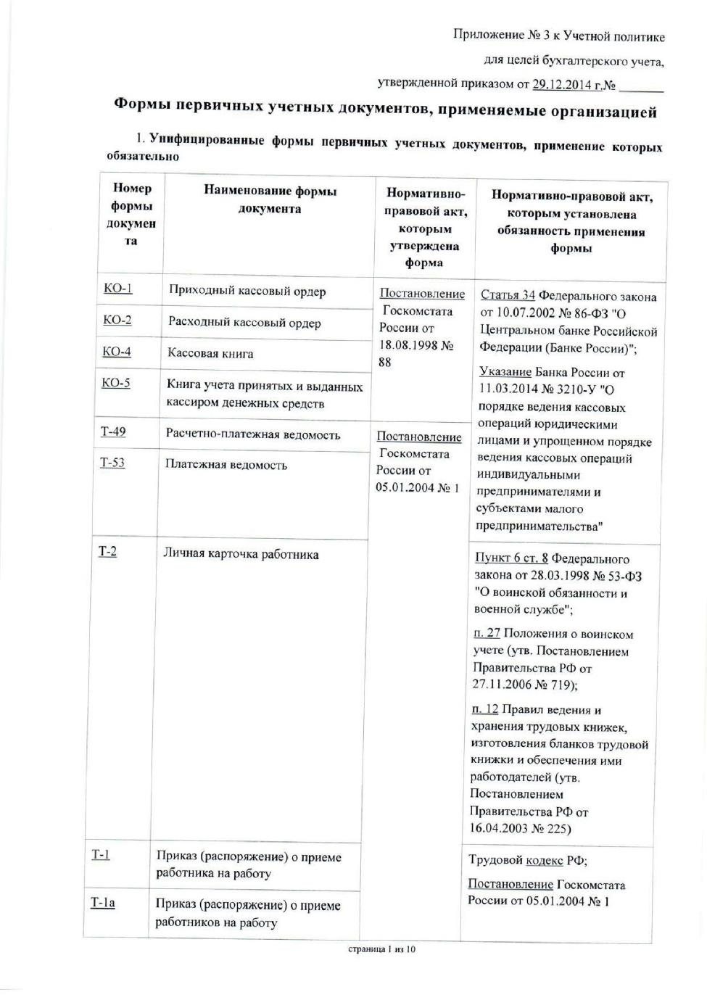 Приложение № 3 к Учетной политике
для целей бухгалтерского учета,
утвержденной приказом от 29.12.2014 г.№ _______
Формы первичных учетных документов, применяемые организацией
1. Унифицированные формы первичных учетных документов, применение которых
обязательно
Номер
формы
докумен
та
Наименование формы
документа
Нормативно-
правовой акт,
которым
утверждена
форма
Нормативно-правовой акт,
которым установлена
обязанность применения
формы
КО-1
Приходный кассовый ордер
КО-2
Расходный кассовый ордер
КО-4
Кассовая книга
КО-5
Книга учета принятых и выданных
кассиром денежных средств
Постановление
Госкомстата
России от
18.08.1998 №
88
Статья 34 Федерального закона
от 10.07.2002 № 86-ФЗ "О
Центральном банке Российской
Федерации (Банке России)";
Указание Банка России от
11.03.2014 № 3210-У "О
порядке ведения кассовых
операций юридическими
лицами и упрощенном порядке
ведения кассовых операций
индивидуальными
предпринимателями и
субъектами малого
предпринимательства"
Т-49
Расчетно-платежная ведомость
Т-53
Платежная ведомость
Постановление
Госкомстата
России от
05.01.2004 № 1
Т-2
Личная карточка работника
Пункт 6 ст. 8 Федерального
закона от 28.03.1998 № 53-ФЗ
"О воинской обязанности и
военной службе";
п. 27 Положения о воинском
учете (утв. Постановлением
Правительства РФ от
27.11.2006 № 719);
п. 12 Правил ведения и
хранения трудовых книжек,
изготовления бланков трудовой
книжки и обеспечения ими
работодателей (утв.
Постановлением
Правительства РФ от
16.04.2003 № 225)
Т-1
Приказ (распоряжение) о приеме
работника на работу
Т-1а
Приказ (распоряжение) о приеме
работников на работу
Трудовой кодекс РФ;
Постановление Госкомстата
России от 05.01.2004 № 1
страница 1 из 10